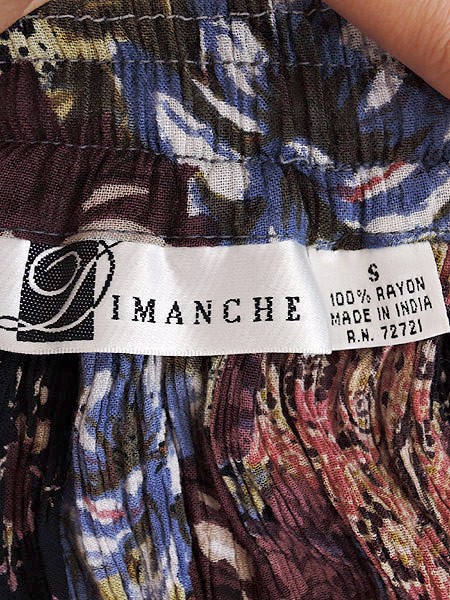 DIMANCHE
S
100% RAYON
MADE IN INDIA
R.N. 72721